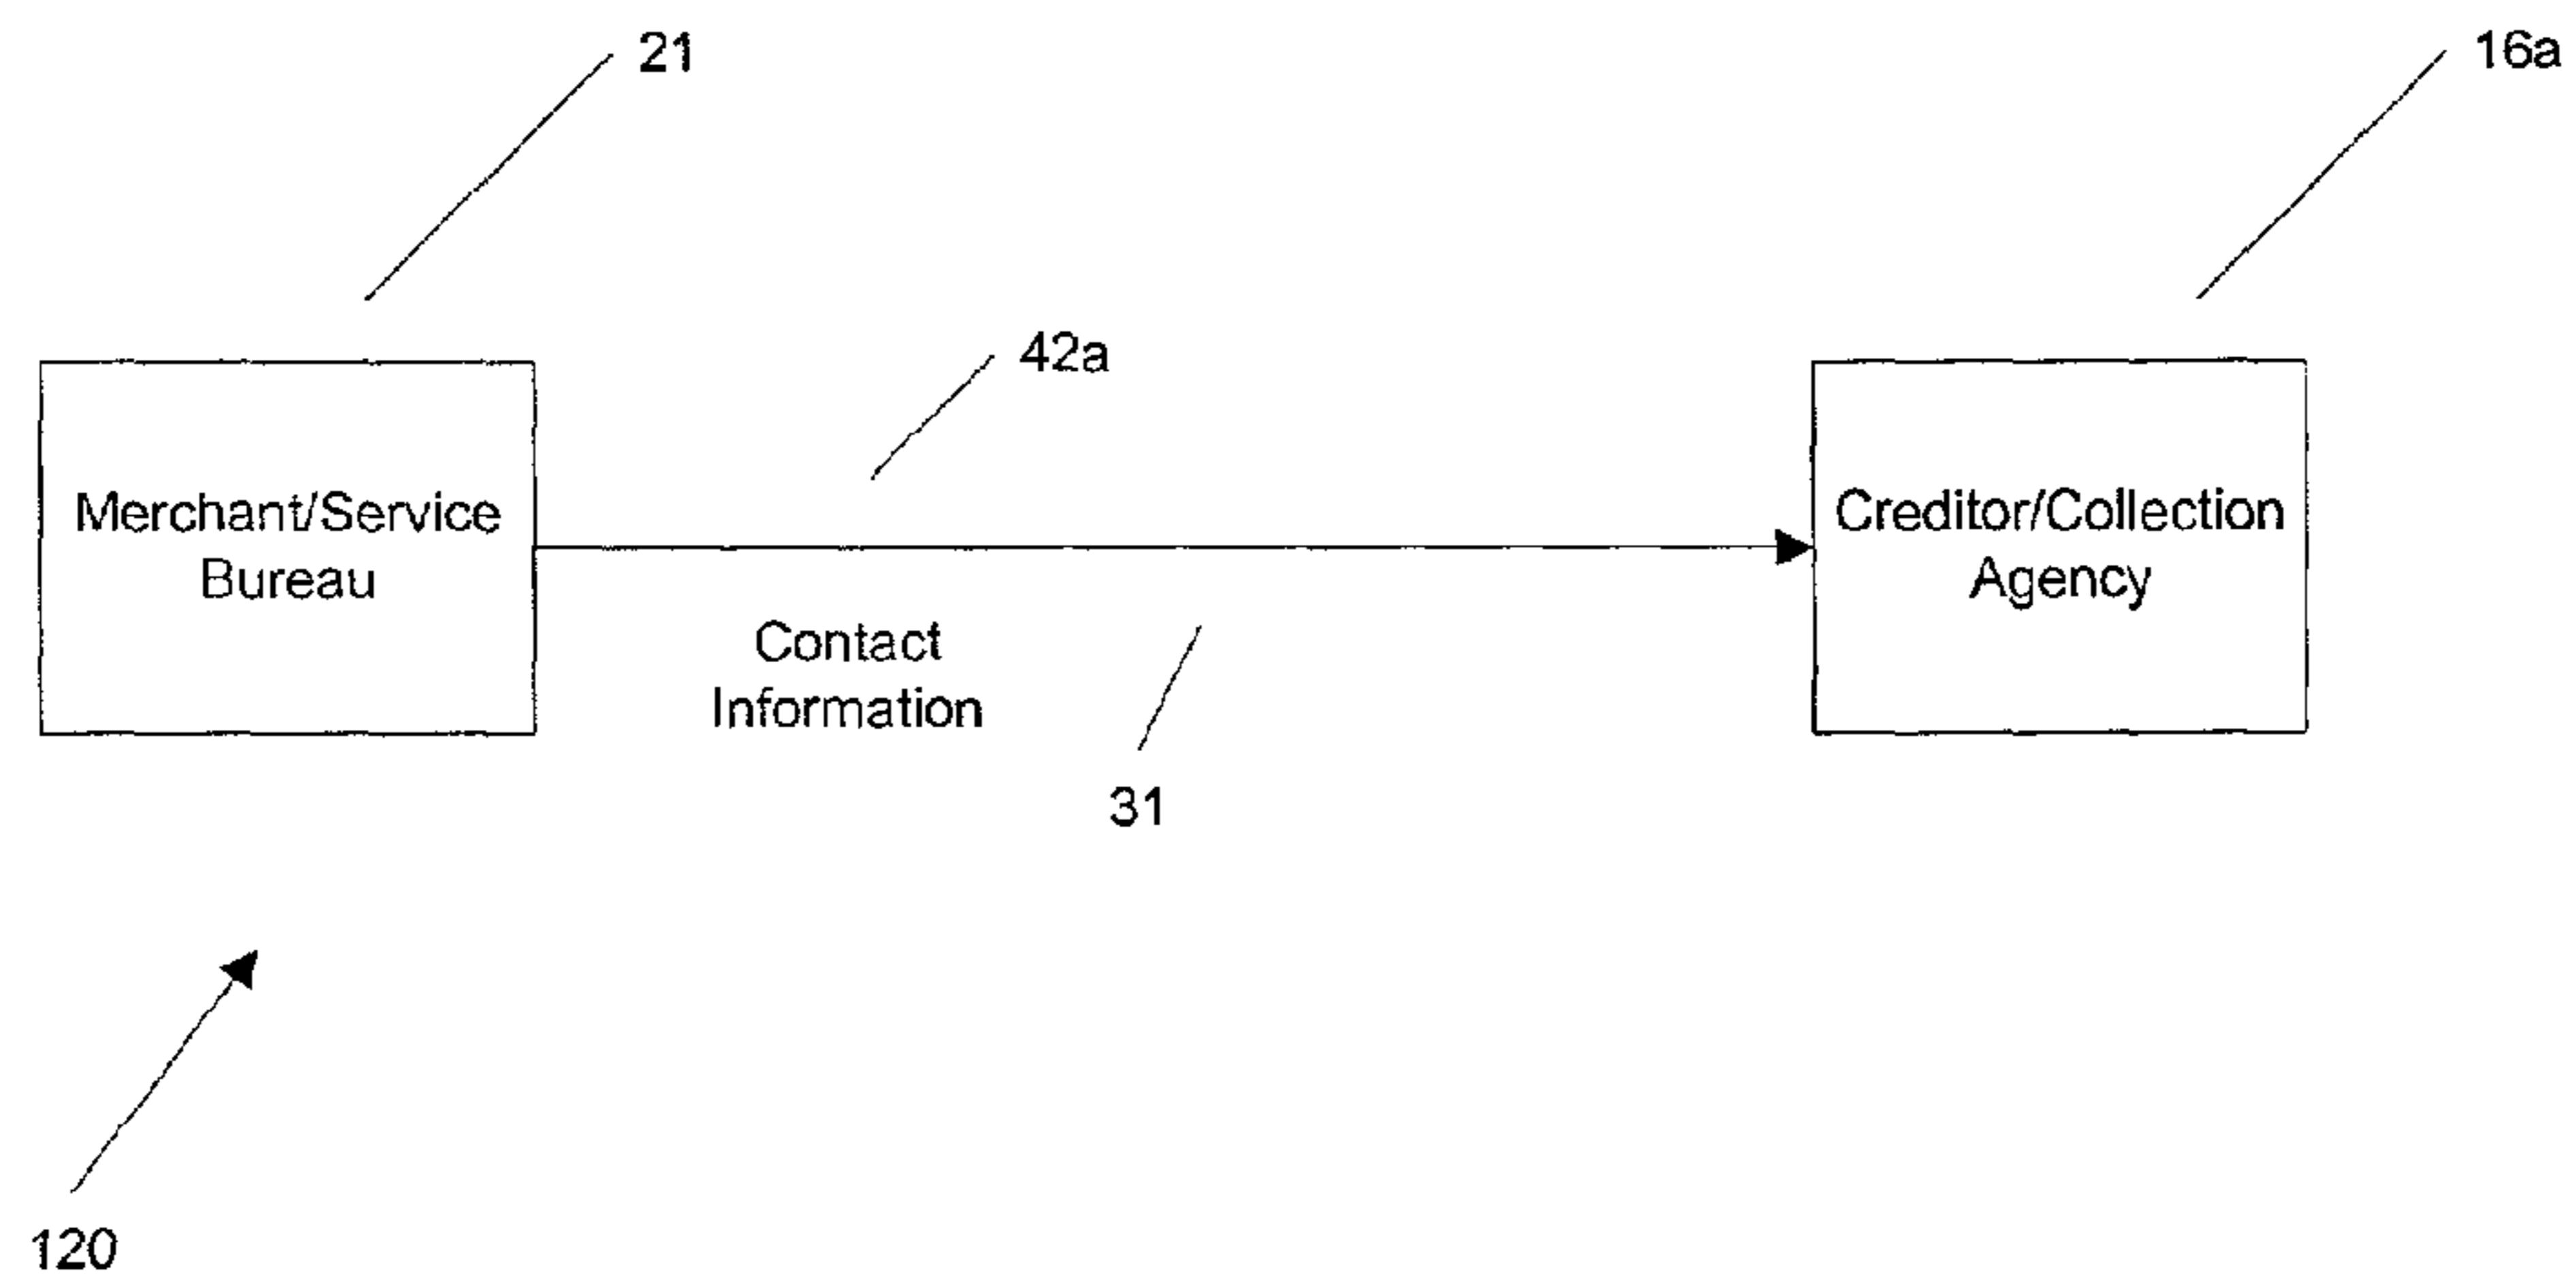 21
16a
42a
Merchant/Service
Bureau
Creditor/Collection
Agency
Contact
Information
31
120